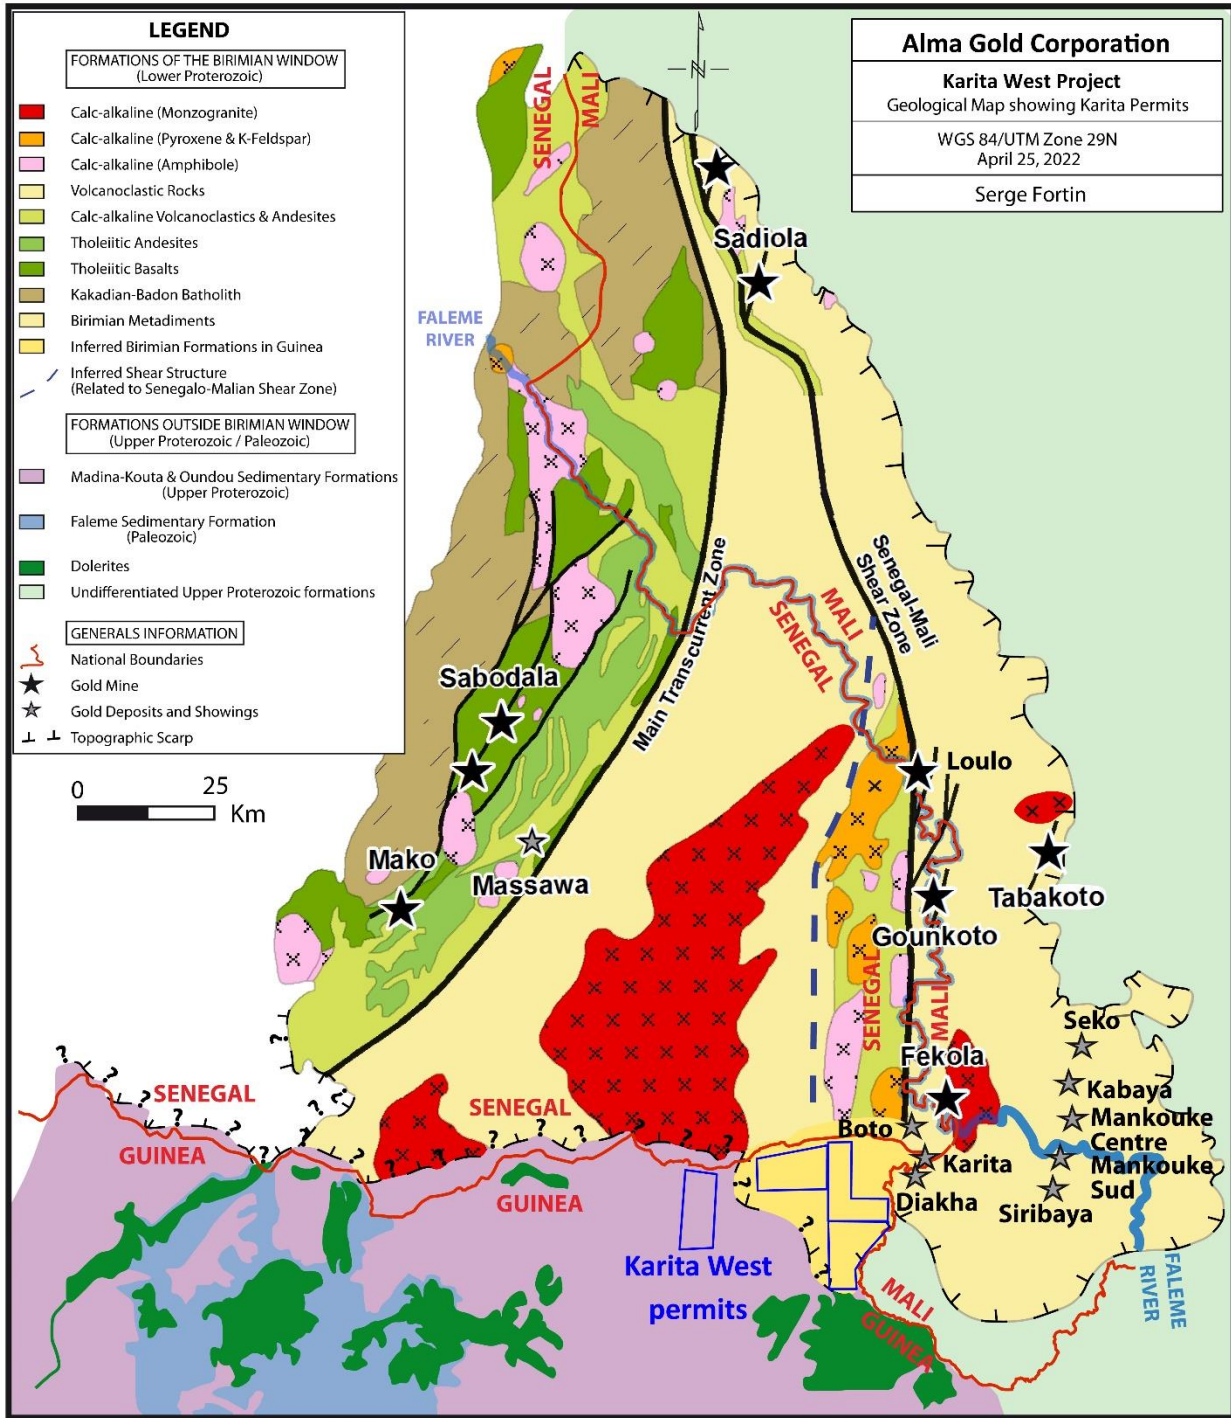 LEGEND
FORMATIONS OF THE BIRIMIAN WINDOW
(Lower Proterozoic)
Calc-alkaline (Monzogranite)
Calc-alkaline (Pyroxene & K-Feldspar)
Calc-alkaline (Amphibole)
Volcanoclastic Rocks
Calc-alkaline Volcanoclastics & Andesites
Tholeiitic Andesites
Tholeiitic Basalts
Kakadian-Badon Batholith
Birimian Metadiments
Inferred Birimian Formations in Guinea
Inferred Shear Structure
(Related to Senegalo-Malian Shear Zone)
FORMATIONS OUTSIDE BIRIMIAN WINDOW
(Upper Proterozoic / Paleozoic)
Madina-Kouta & Oundou Sedimentary Formations
(Upper Proterozoic)
Faleme Sedimentary Formation
(Paleozoic)
Dolerites
Undifferentiated Upper Proterozoic formations
GENERALS INFORMATION
National Boundaries
Gold Mine
Gold Deposits and Showings
Topographic Scarp
0 25
Km
Alma Gold Corporation
Karita West Project
Geological Map showing Karita Permits
WGS 84/UTM Zone 29N
April 25, 2022
Serge Fortin
N
SENEGAL
MALI
Sadiola
FALEME
RIVER
Main Transcurrent Zone
Senegal-Mali
Shear Zone
MALI
SENEGAL
Sabodala
Loulo
Mako
Massawa
Tabakoto
Gounkoto
SENEGAL
MALI
Fekola
Seko
Kabaya
Mankouke
Centre
Mankouke
Sud
Boto
Karita
Diakha
Siribaya
SENEGAL
GUINEA
SENEGAL
GUINEA
Karita West
permits
MALI
GUINEA
FALEME
RIVER